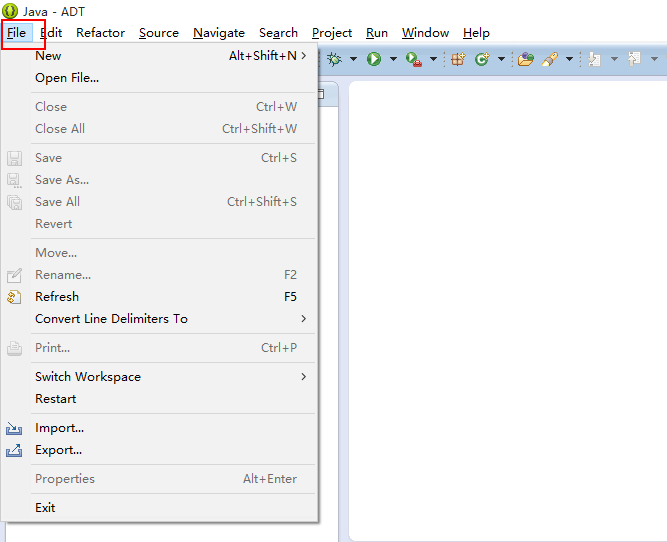 Java - ADT
File Edit Refactor Source Navigate Search Project Run Window Help
New Alt+Shift+N
Open File...
Close Ctrl+W
Close All Ctrl+Shift+W
Save Ctrl+S
Save As...
Save All Ctrl+Shift+S
Revert
Move...
Rename... F2
Refresh F5
Convert Line Delimiters To
Print... Ctrl+P
Switch Workspace
Restart
Import...
Export...
Properties Alt+Enter
Exit